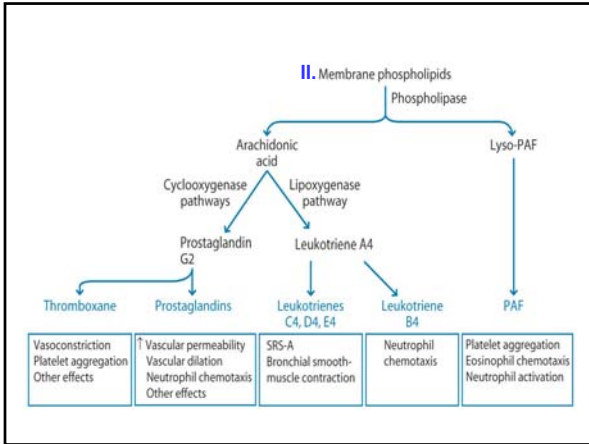 II. Membrane phospholipids
Phospholipase
Arachidonic
acid
Lyso-PAF
Cyclooxygenase
pathways
Lipoxygenase
pathway
Prostaglandin
G2
Leukotriene A4
Thromboxane
Vasoconstriction
Platelet aggregation
Other effects
Prostaglandins
↑ Vascular permeability
Vascular dilation
Neutrophil chemotaxis
Other effects
Leukotrienes
C4, D4, E4
SRS-A
Bronchial smooth-
muscle contraction
Leukotriene
B4
Neutrophil
chemotaxis
PAF
Platelet aggregation
Eosinophil chemotaxis
Neutrophil activation